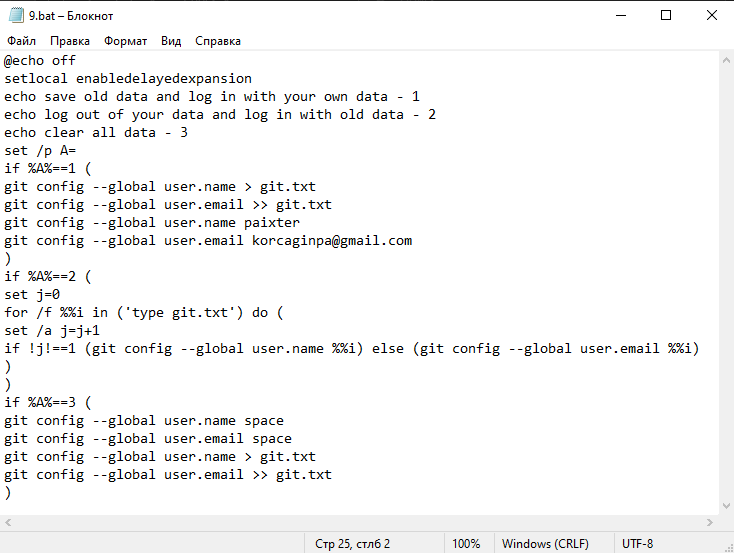 9.bat – Блокнот
Файл Правка Формат Вид Справка
@echo off
setlocal enabledelayedexpansion
echo save old data and log in with your own data - 1
echo log out of your data and log in with old data - 2
echo clear all data - 3
set /p A=
if %A%==1 (
git config --global user.name > git.txt
git config --global user.email >> git.txt
git config --global user.name paixter
git config --global user.email korcaginpa@gmail.com
)
if %A%==2 (
set j=0
for /f %%i in ('type git.txt') do (
set /a j=j+1
if !j!==1 (git config --global user.name %%i) else (git config --global user.email %%i)
)
)
if %A%==3 (
git config --global user.name space
git config --global user.email space
git config --global user.name > git.txt
git config --global user.email >> git.txt
)
Стр 25, стлб 2 100% Windows (CRLF) UTF-8